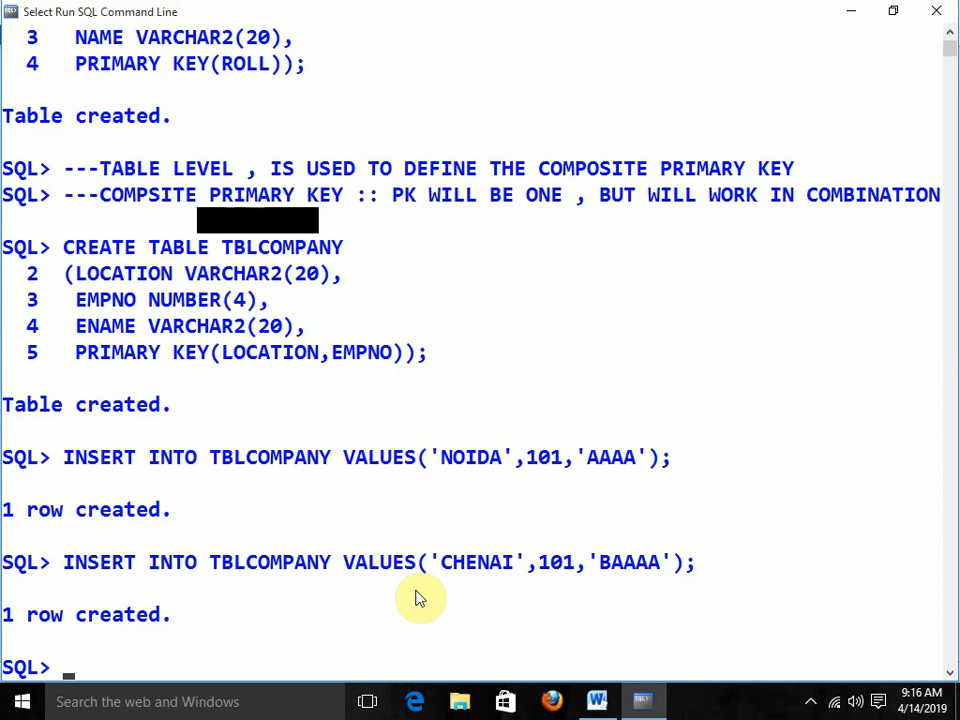 Select Run SQL Command Line
3 NAME VARCHAR2(20),
4 PRIMARY KEY(ROLL));
Table created.
SQL> ---TABLE LEVEL , IS USED TO DEFINE THE COMPOSITE PRIMARY KEY
SQL> ---COMPSITE PRIMARY KEY :: PK WILL BE ONE , BUT WILL WORK IN COMBINATION
SQL> CREATE TABLE TBLCOMPANY
2 (LOCATION VARCHAR2(20),
3 EMPNO NUMBER(4),
4 ENAME VARCHAR2(20),
5 PRIMARY KEY(LOCATION,EMPNO));
Table created.
SQL> INSERT INTO TBLCOMPANY VALUES('NOIDA',101,'AAAA');
1 row created.
SQL> INSERT INTO TBLCOMPANY VALUES('CHENAI',101,'BAAAA');
1 row created.
SQL>
Search the web and Windows
9:16 AM
4/14/2019